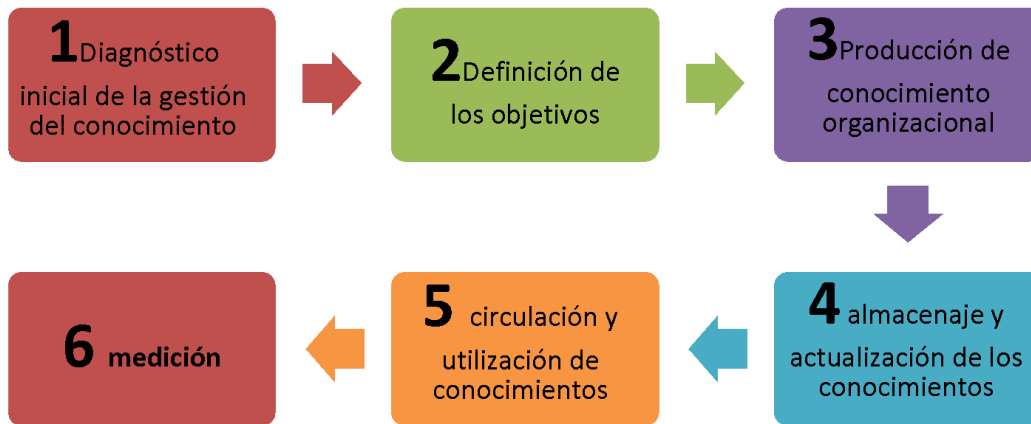 1Diagnóstico
inicial de la gestión
del conocimiento
2Definición de
los objetivos
3Producción de
conocimiento
organizacional
4 almacenaje y
actualización de los
conocimientos
5 circulación y
utilización de
conocimientos
6 medición